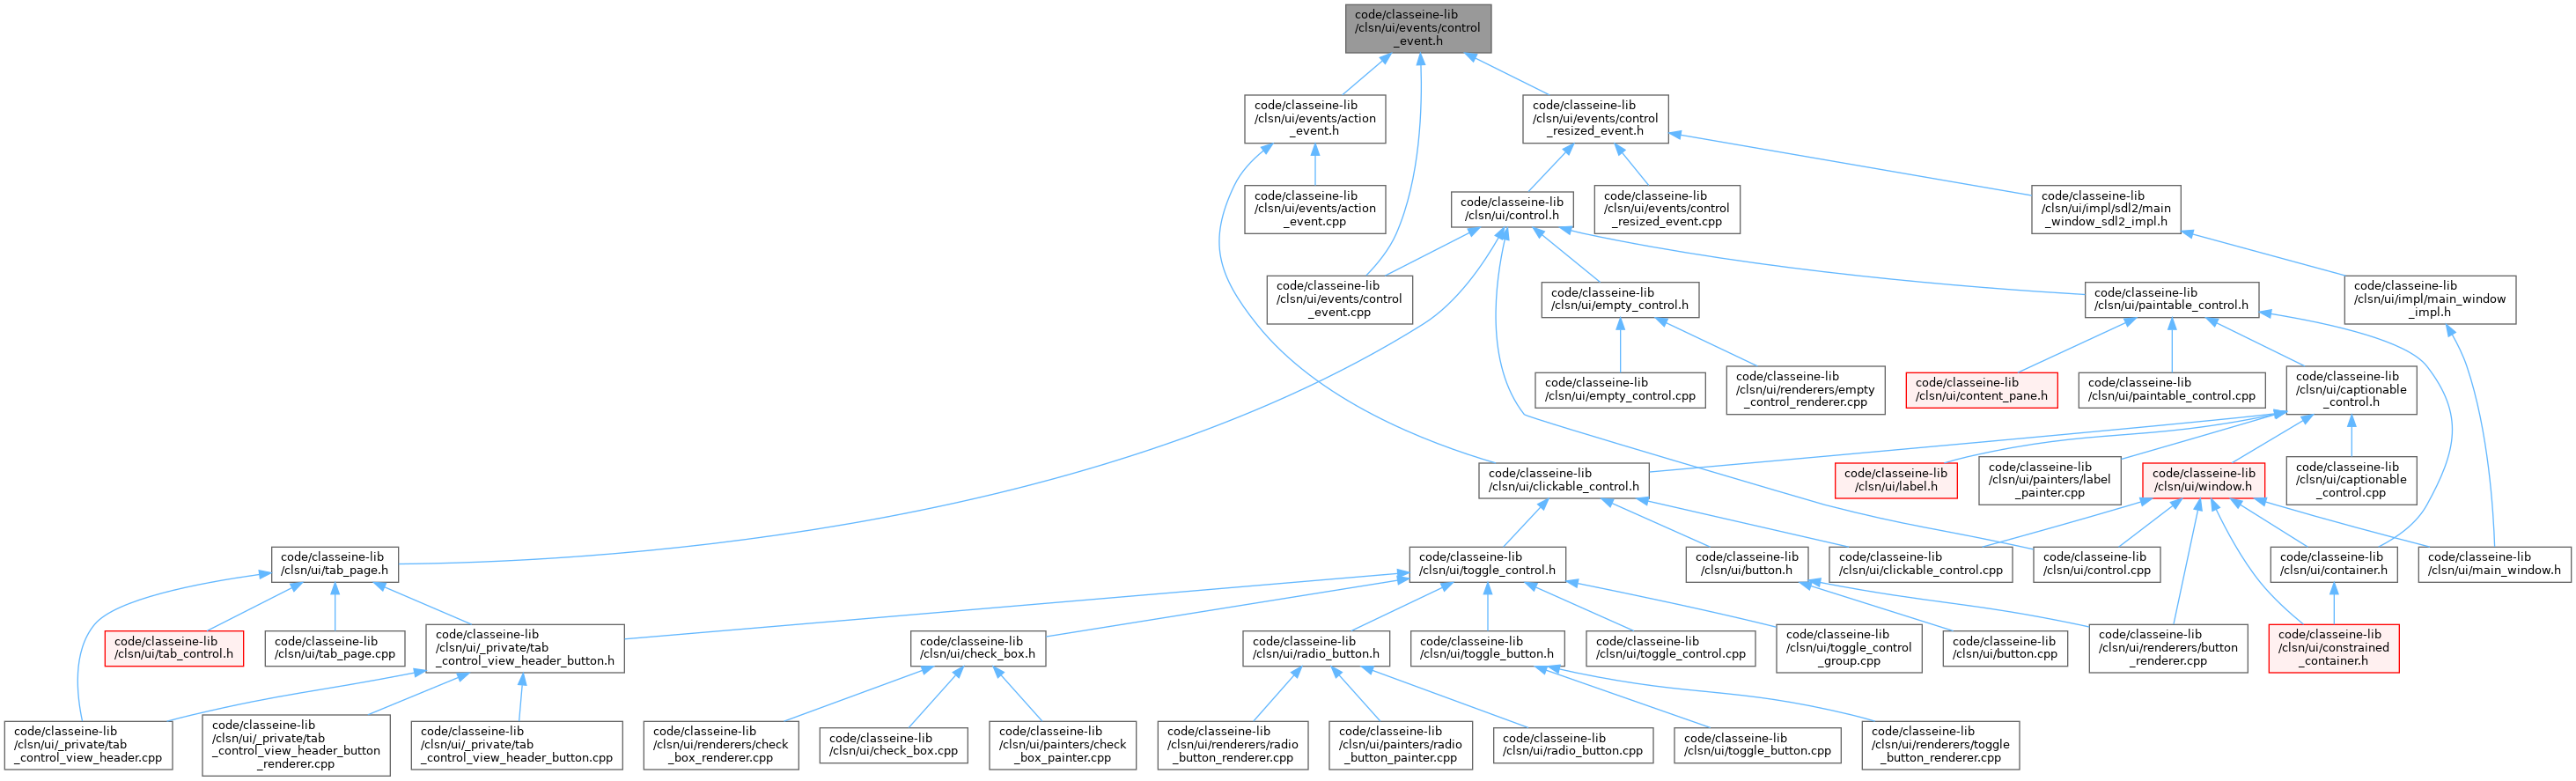 code/classeine-lib
/clsn/ui/events/control
_event.h
code/classeine-lib
/clsn/ui/events/action
_event.h
code/classeine-lib
/clsn/ui/events/control
_resized_event.h
code/classeine-lib
/clsn/ui/events/action
_event.cpp
code/classeine-lib
/clsn/ui/control.h
code/classeine-lib
/clsn/ui/events/control
_resized_event.cpp
code/classeine-lib
/clsn/ui/impl/sdl2/main
_window_sdl2_impl.h
code/classeine-lib
/clsn/ui/events/control
_event.cpp
code/classeine-lib
/clsn/ui/empty_control.h
code/classeine-lib
/clsn/ui/paintable_control.h
code/classeine-lib
/clsn/ui/impl/main_window
_impl.h
code/classeine-lib
/clsn/ui/empty_control.cpp
code/classeine-lib
/clsn/ui/renderers/empty
_control_renderer.cpp
code/classeine-lib
/clsn/ui/content_pane.h
code/classeine-lib
/clsn/ui/paintable_control.cpp
code/classeine-lib
/clsn/ui/captionable
_control.h
code/classeine-lib
/clsn/ui/clickable_control.h
code/classeine-lib
/clsn/ui/label.h
code/classeine-lib
/clsn/ui/painters/label
_painter.cpp
code/classeine-lib
/clsn/ui/window.h
code/classeine-lib
/clsn/ui/captionable
_control.cpp
code/classeine-lib
/clsn/ui/tab_page.h
code/classeine-lib
/clsn/ui/toggle_control.h
code/classeine-lib
/clsn/ui/button.h
code/classeine-lib
/clsn/ui/clickable_control.cpp
code/classeine-lib
/clsn/ui/control.cpp
code/classeine-lib
/clsn/ui/container.h
code/classeine-lib
/clsn/ui/main_window.h
code/classeine-lib
/clsn/ui/tab_control.h
code/classeine-lib
/clsn/ui/tab_page.cpp
code/classeine-lib
/clsn/ui/_private/tab
_control_view_header_button.h
code/classeine-lib
/clsn/ui/check_box.h
code/classeine-lib
/clsn/ui/radio_button.h
code/classeine-lib
/clsn/ui/toggle_button.h
code/classeine-lib
/clsn/ui/toggle_control.cpp
code/classeine-lib
/clsn/ui/toggle_control
_group.cpp
code/classeine-lib
/clsn/ui/button.cpp
code/classeine-lib
/clsn/ui/renderers/button
_renderer.cpp
code/classeine-lib
/clsn/ui/constrained
_container.h
code/classeine-lib
/clsn/ui/_private/tab
_control_view_header.cpp
code/classeine-lib
/clsn/ui/_private/tab
_control_view_header_button
_renderer.cpp
code/classeine-lib
/clsn/ui/_private/tab
_control_view_header_button.cpp
code/classeine-lib
/clsn/ui/renderers/check
_box_renderer.cpp
code/classeine-lib
/clsn/ui/check_box.cpp
code/classeine-lib
/clsn/ui/painters/check
_box_painter.cpp
code/classeine-lib
/clsn/ui/renderers/radio
_button_renderer.cpp
code/classeine-lib
/clsn/ui/painters/radio
_button_painter.cpp
code/classeine-lib
/clsn/ui/radio_button.cpp
code/classeine-lib
/clsn/ui/toggle_button.cpp
code/classeine-lib
/clsn/ui/renderers/toggle
_button_renderer.cpp